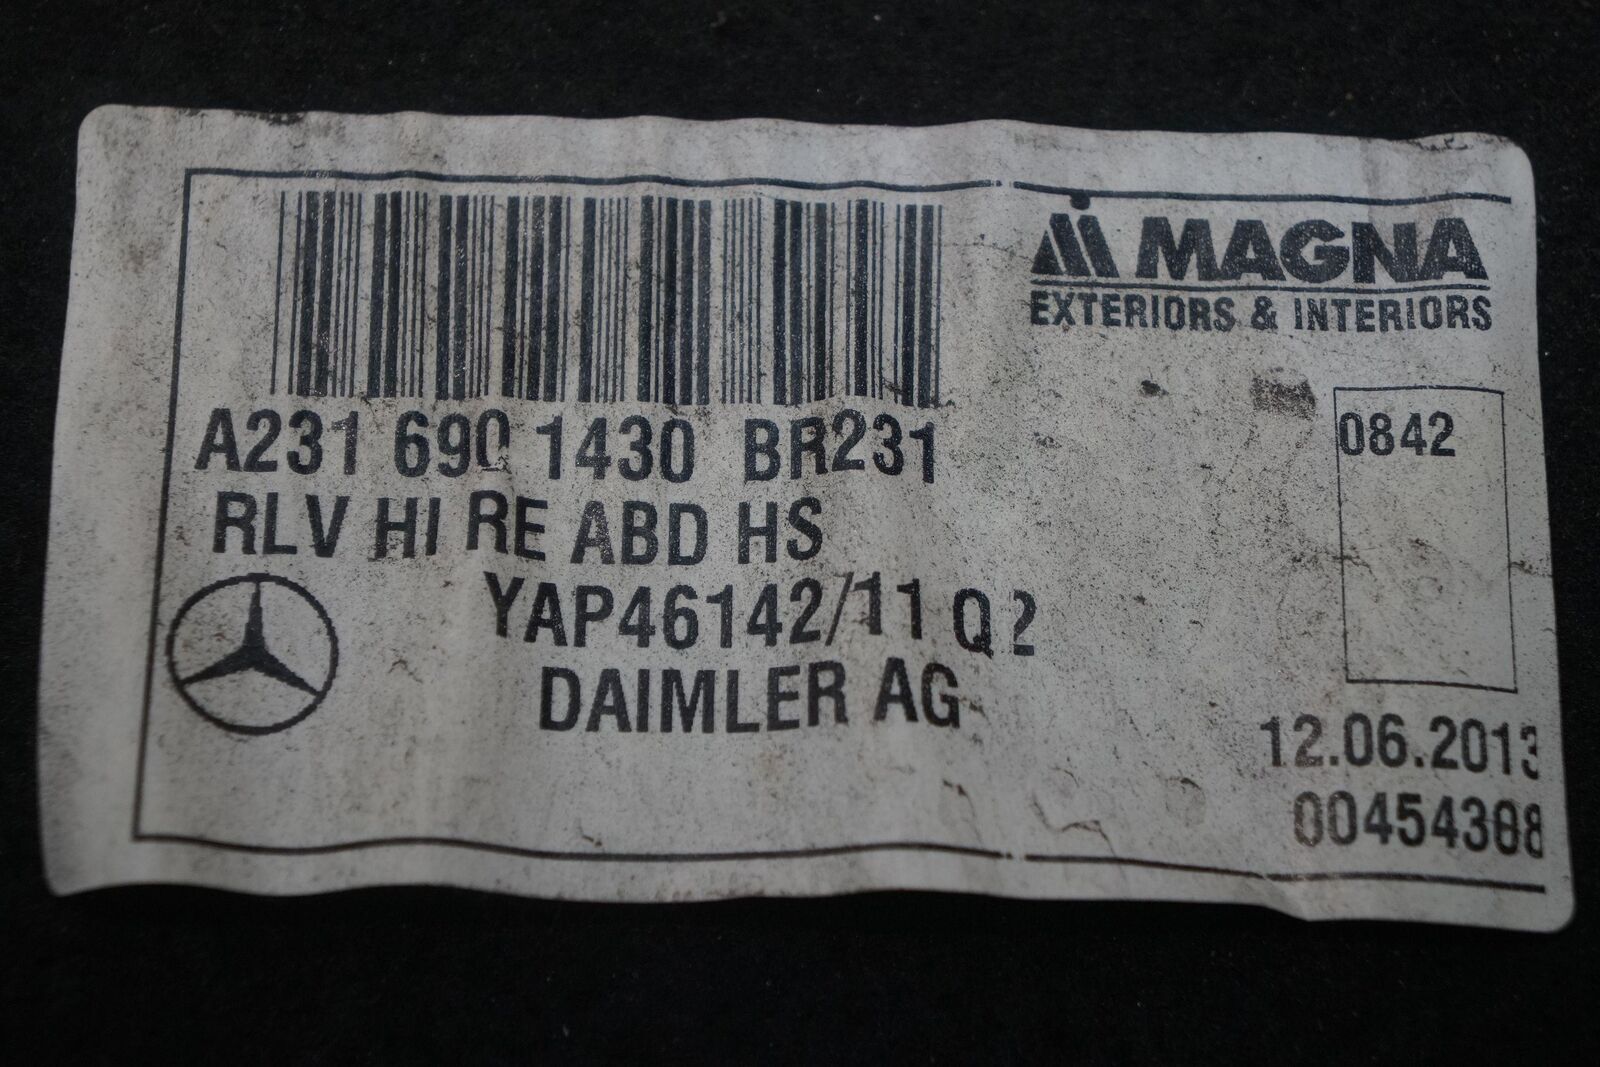 MAGNA
EXTERIORS & INTERIORS
A231 690 1430 BR231
0842
RLV HI RE ABD HS
YAP46142/11 Q2
DAIMLER AG
12.06.2013
00454308